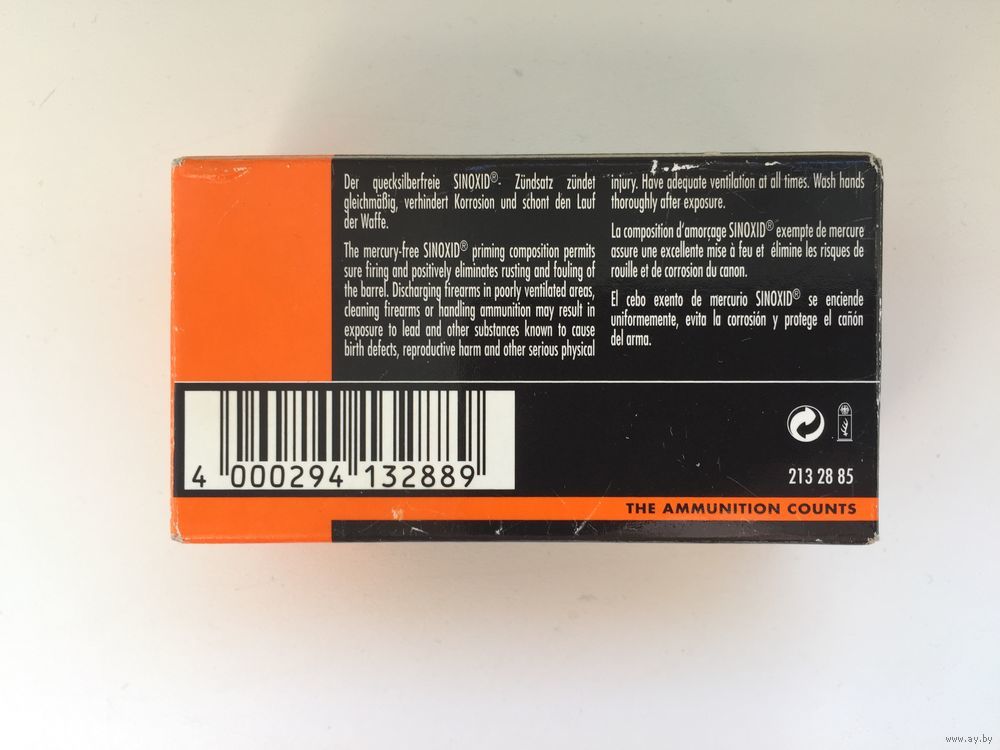 Der quecksilberfreie SINOXID®- Zündsatz zündet
gleichmäßig, verhindert Korrosion und schont den Lauf
der Waffe.
The mercury-free SINOXID® priming composition permits
sure firing and positively eliminates rusting and fouling of
the barrel. Discharging firearms in poorly ventilated areas,
cleaning firearms or handling ammunition may result in
exposure to lead and other substances known to cause
birth defects, reproductive harm and other serious physical
injury. Have adequate ventilation at all times. Wash hands
thoroughly after exposure.
La composition d'amorçage SINOXID® exempte de mercure
assure une excellente mise à feu et élimine les risques de
rouille et de corrosion du canon.
El cebo exento de mercurio SINOXID® se enciende
uniformemente, evita la corrosión y protege el cañón
del arma.
4 000294 132889
213 28 85
THE AMMUNITION COUNTS
www.ay.by